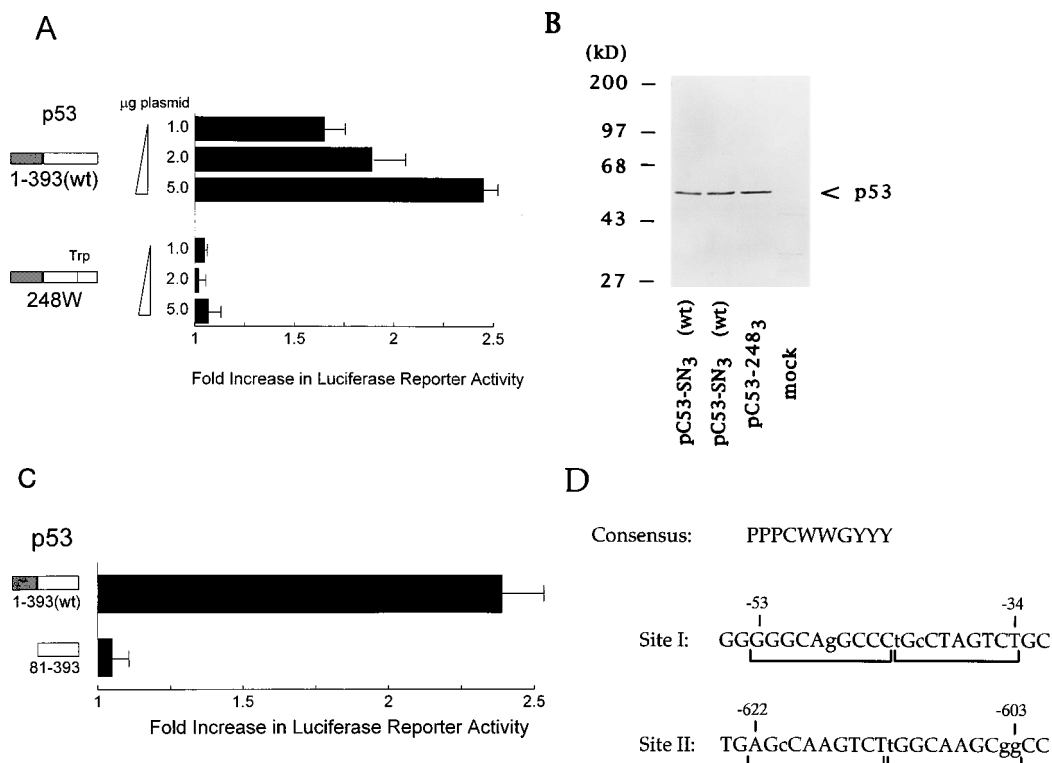 A
p53
1-393(wt)
Trp
248W
µg plasmid
1.0
2.0
5.0
1.0
2.0
5.0
1
1.5
2
2.5
Fold Increase in Luciferase Reporter Activity
B
(kD)
200
97
68
43
27
< p53
pC53-SN3 (wt)
pC53-SN3 (wt)
pC53-2483
mock
C
p53
1-393(wt)
81-393
1
1.5
2
2.5
Fold Increase in Luciferase Reporter Activity
D
Consensus: PPPCWWGYYY
-53 -34
Site I: GGGGGCAgGCCCtGcCTAGTCTGC
-622 -603
Site II: TGAGcCAAGTCTtGGCAAGCggCC